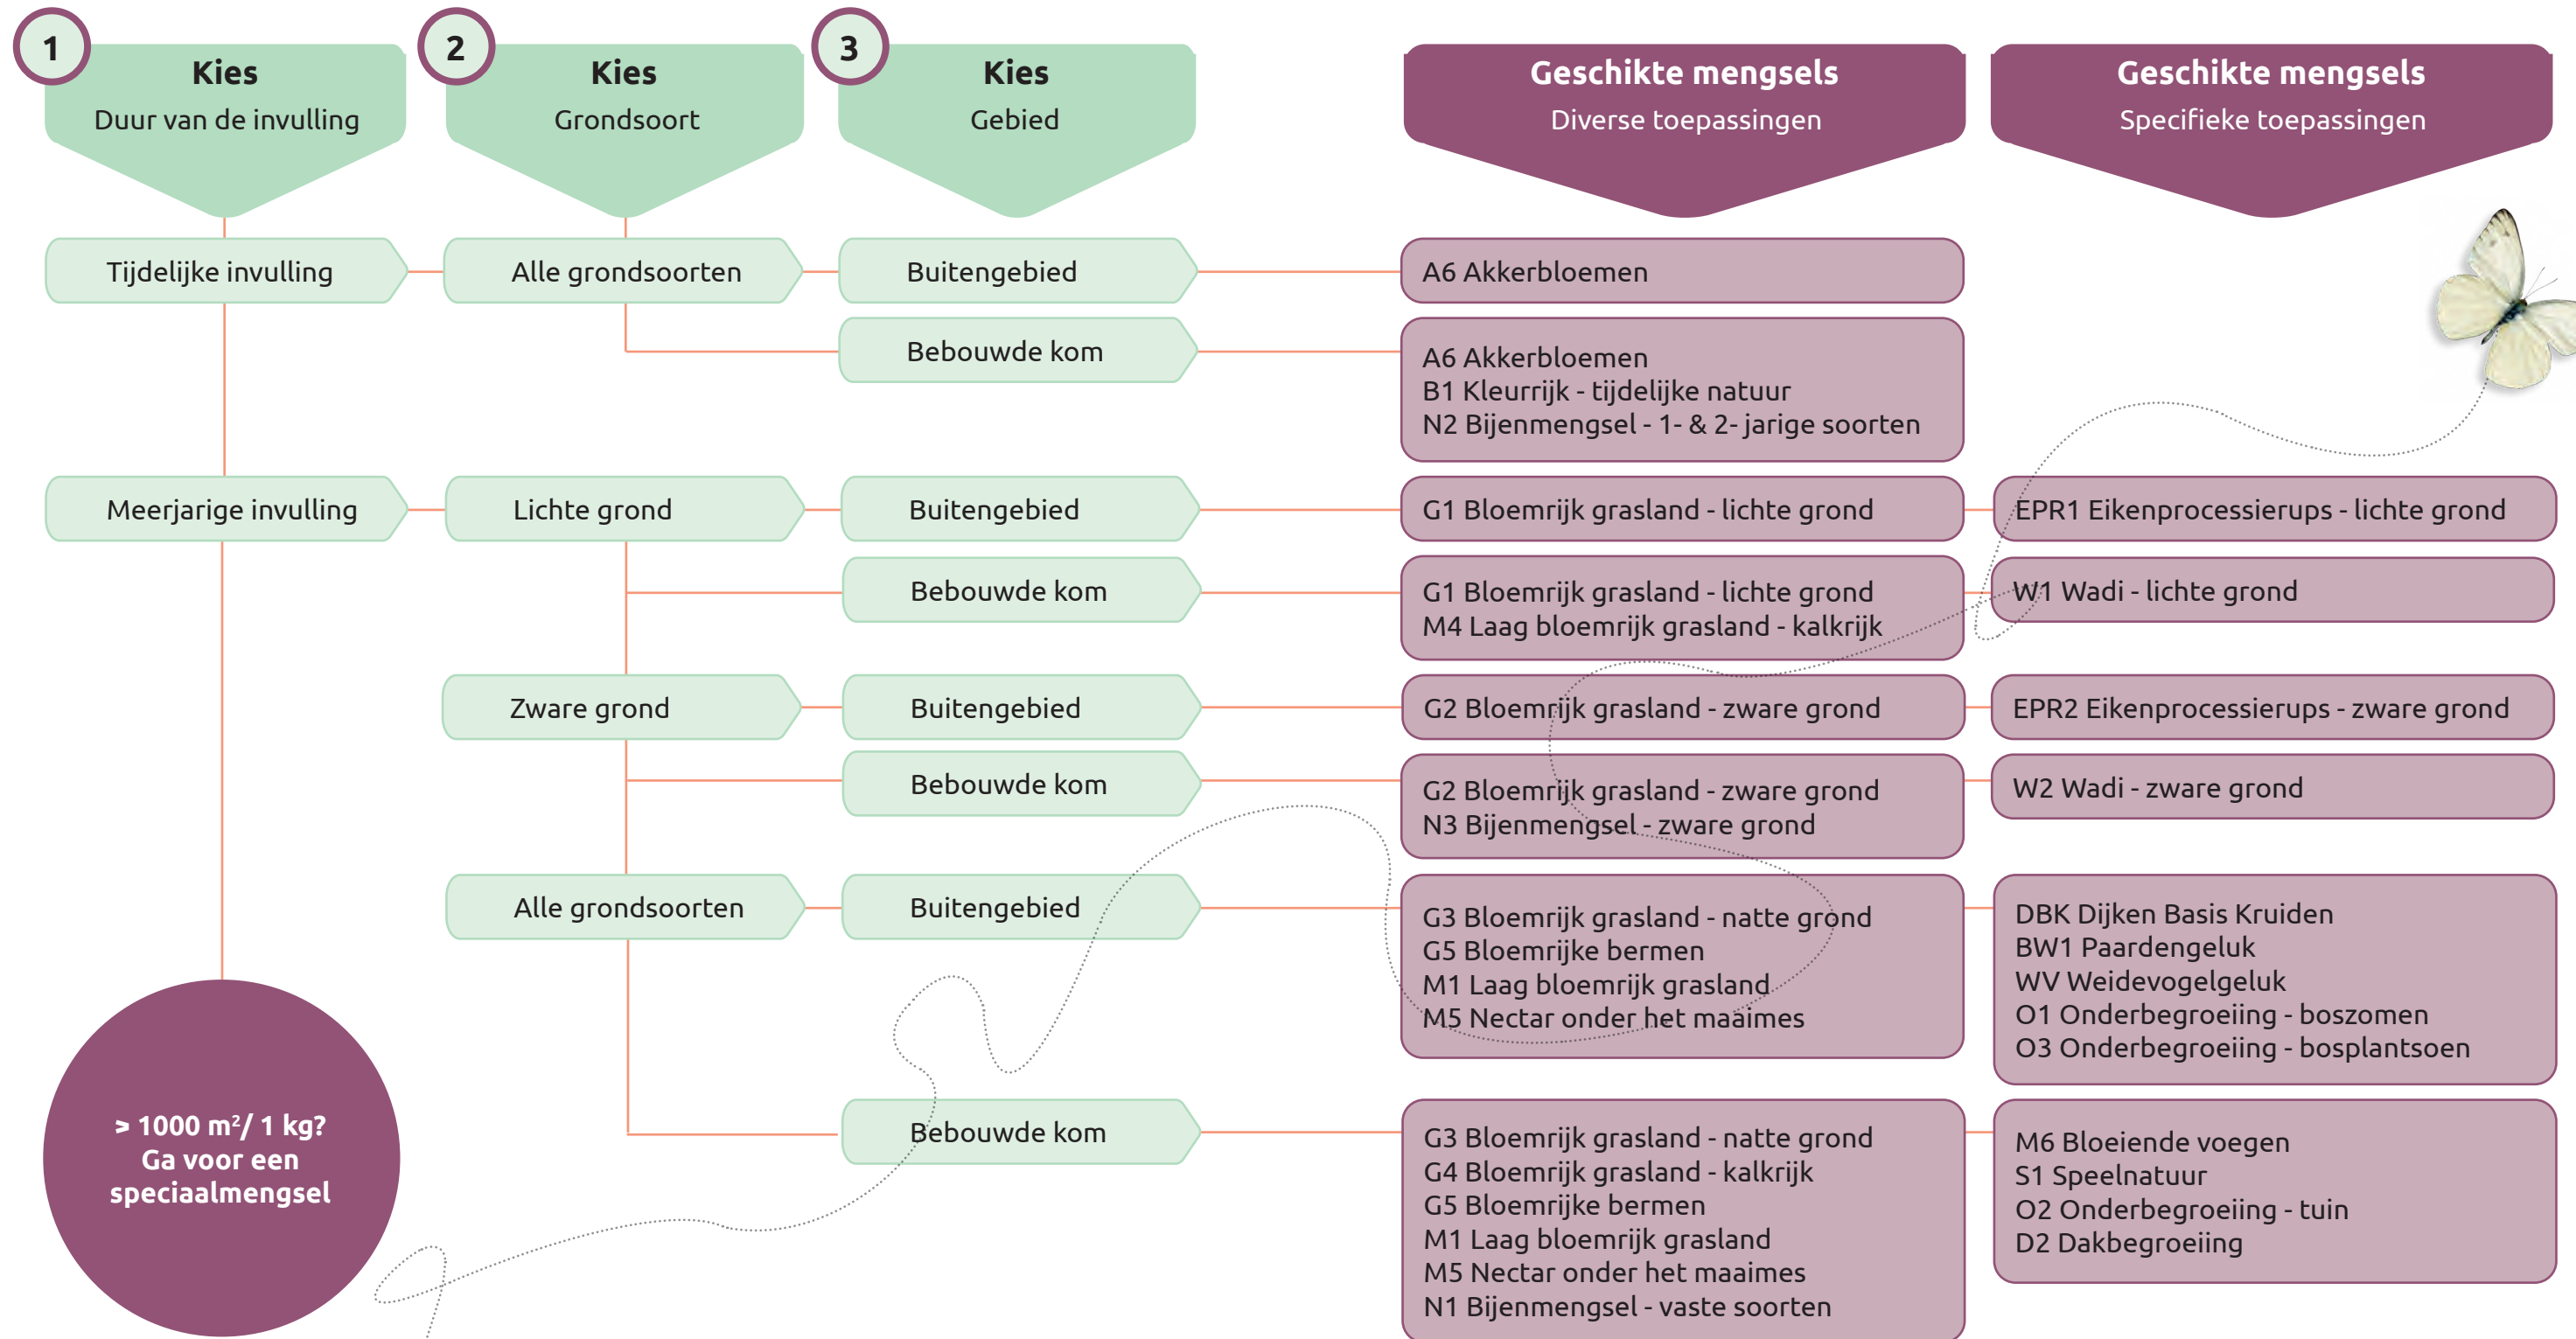 1
Kies
Duur van de invulling
2
Kies
Grondsoort
3
Kies
Gebied
Geschikte mengsels
Diverse toepassingen
Geschikte mengsels
Specifieke toepassingen
Tijdelijke invulling
Alle grondsoorten
Buitengebied
A6 Akkerbloemen
Bebouwde kom
A6 Akkerbloemen
B1 Kleurrijk - tijdelijke natuur
N2 Bijenmengsel - 1- & 2- jarige soorten
Meerjarige invulling
Lichte grond
Buitengebied
G1 Bloemrijk grasland - lichte grond
EPR1 Eikenprocessierups - lichte grond
Bebouwde kom
G1 Bloemrijk grasland - lichte grond
M4 Laag bloemrijk grasland - kalkrijk
W1 Wadi - lichte grond
Zware grond
Buitengebied
G2 Bloemrijk grasland - zware grond
EPR2 Eikenprocessierups - zware grond
Bebouwde kom
G2 Bloemrijk grasland - zware grond
N3 Bijenmengsel - zware grond
W2 Wadi - zware grond
Alle grondsoorten
Buitengebied
G3 Bloemrijk grasland - natte grond
G5 Bloemrijke bermen
M1 Laag bloemrijk grasland
M5 Nectar onder het maaimes
DBK Dijken Basis Kruiden
BW1 Paardengeluk
WV Weidevogelgeluk
O1 Onderbegroeiing - boszomen
O3 Onderbegroeiing - bosplantsoen
Bebouwde kom
G3 Bloemrijk grasland - natte grond
G4 Bloemrijk grasland - kalkrijk
G5 Bloemrijke bermen
M1 Laag bloemrijk grasland
M5 Nectar onder het maaimes
N1 Bijenmengsel - vaste soorten
M6 Bloeiende voegen
S1 Speelnatuur
O2 Onderbegroeiing - tuin
D2 Dakbegroeiing
> 1000 m²/ 1 kg?
Ga voor een
speciaalmengsel